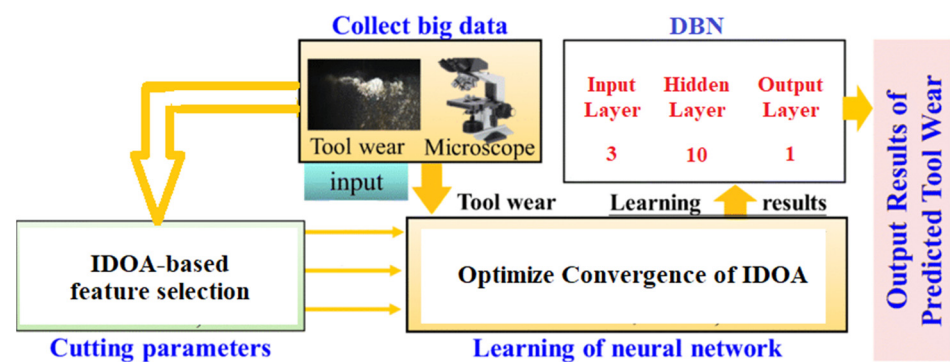 Collect big data
Tool wear Microscope
input
Tool wear
DBN
Input Hidden Output
Layer Layer Layer
3 10 1
Learning results
IDOA-based
feature selection
Cutting parameters
Optimize Convergence of IDOA
Learning of neural network
Output Results of
Predicted Tool Wear